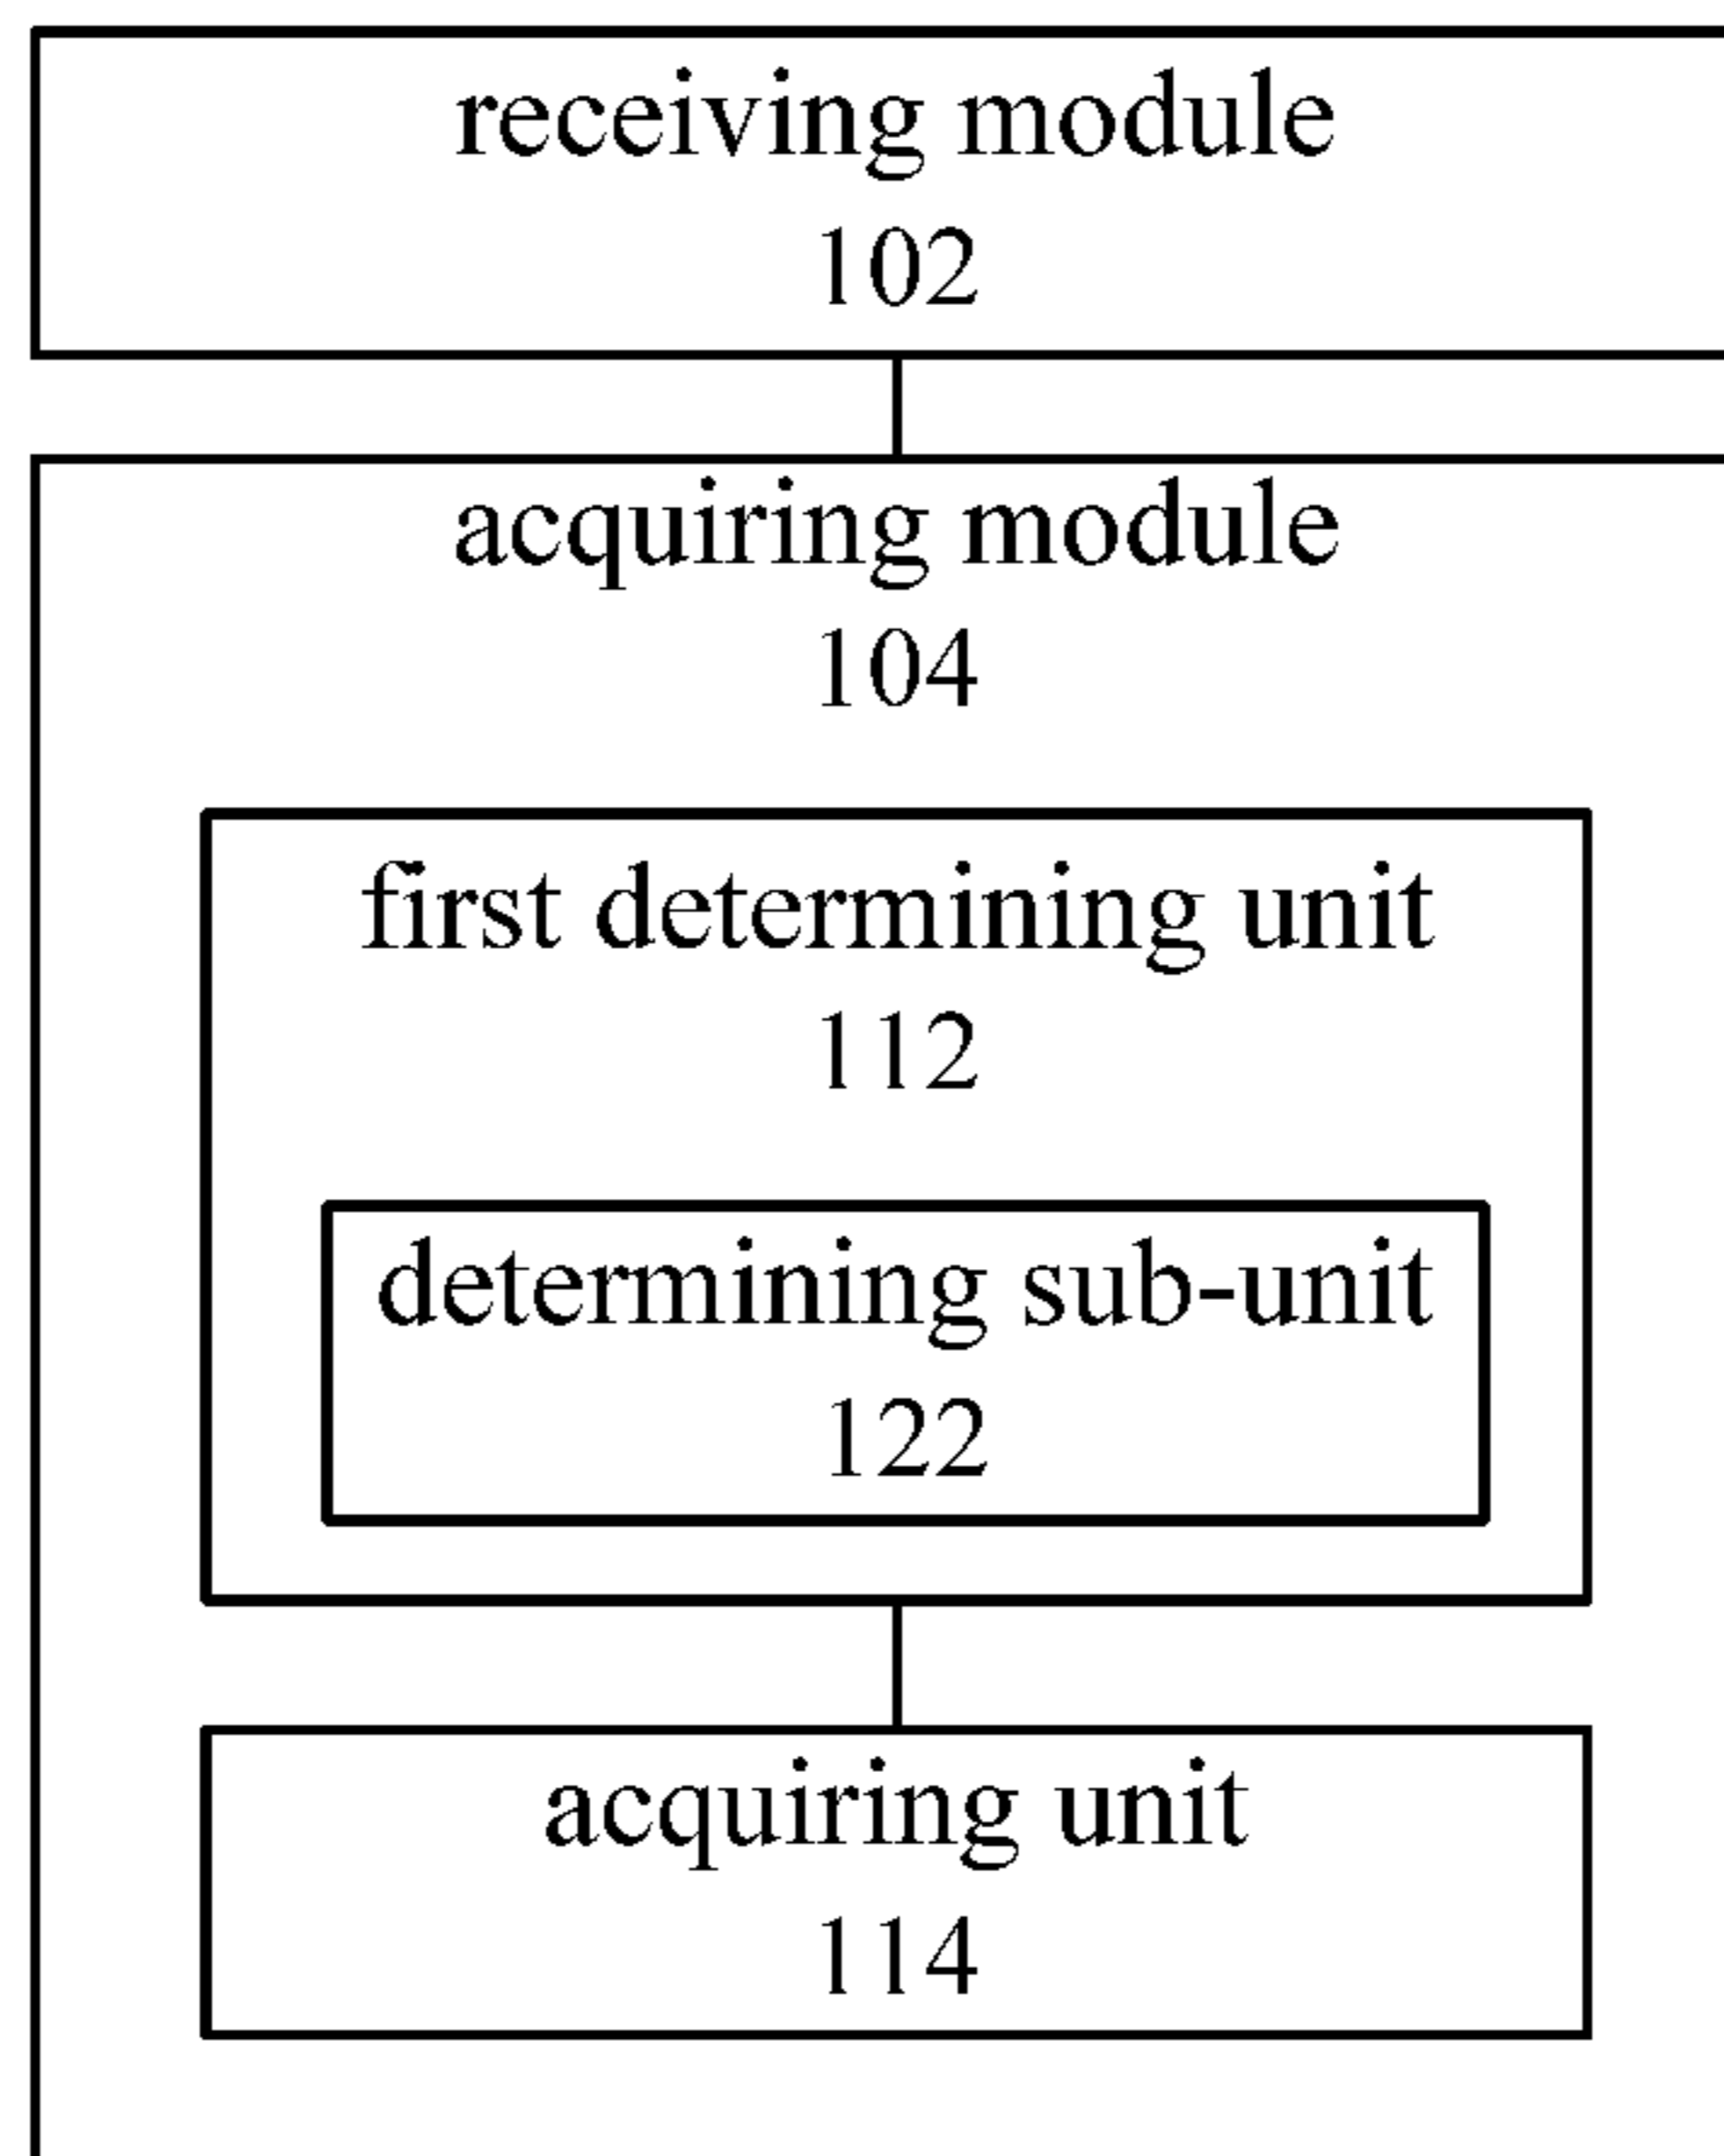 receiving module
102
acquiring module
104
first determining unit
112
determining sub-unit
122
acquiring unit
114